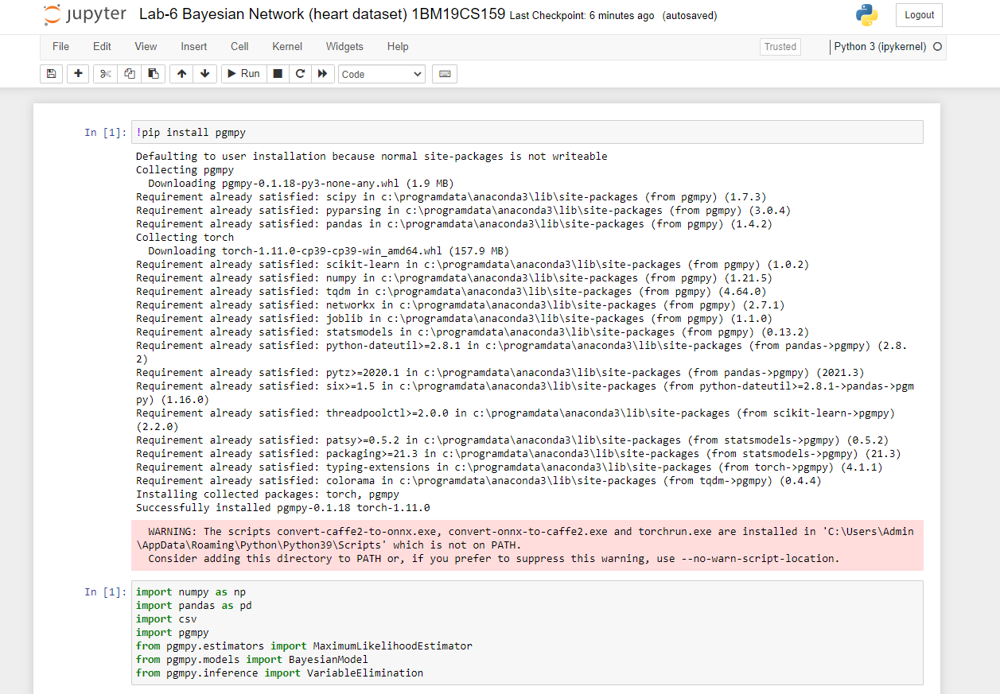 jupyter Lab-6 Bayesian Network (heart dataset) 1BM19CS159 Last Checkpoint: 6 minutes ago (autosaved)
Logout
File Edit View Insert Cell Kernel Widgets Help
Trusted
Python 3 (ipykernel)
Run
Code
In [1]: !pip install pgmpy
Defaulting to user installation because normal site-packages is not writeable
Collecting pgmpy
  Downloading pgmpy-0.1.18-py3-none-any.whl (1.9 MB)
Requirement already satisfied: scipy in c:\programdata\anaconda3\lib\site-packages (from pgmpy) (1.7.3)
Requirement already satisfied: pyparsing in c:\programdata\anaconda3\lib\site-packages (from pgmpy) (3.0.4)
Requirement already satisfied: pandas in c:\programdata\anaconda3\lib\site-packages (from pgmpy) (1.4.2)
Collecting torch
  Downloading torch-1.11.0-cp39-cp39-win_amd64.whl (157.9 MB)
Requirement already satisfied: scikit-learn in c:\programdata\anaconda3\lib\site-packages (from pgmpy) (1.0.2)
Requirement already satisfied: numpy in c:\programdata\anaconda3\lib\site-packages (from pgmpy) (1.21.5)
Requirement already satisfied: tqdm in c:\programdata\anaconda3\lib\site-packages (from pgmpy) (4.64.0)
Requirement already satisfied: networkx in c:\programdata\anaconda3\lib\site-packages (from pgmpy) (2.7.1)
Requirement already satisfied: joblib in c:\programdata\anaconda3\lib\site-packages (from pgmpy) (1.1.0)
Requirement already satisfied: statsmodels in c:\programdata\anaconda3\lib\site-packages (from pgmpy) (0.13.2)
Requirement already satisfied: python-dateutil>=2.8.1 in c:\programdata\anaconda3\lib\site-packages (from pandas->pgmpy) (2.8.
2)
Requirement already satisfied: pytz>=2020.1 in c:\programdata\anaconda3\lib\site-packages (from pandas->pgmpy) (2021.3)
Requirement already satisfied: six>=1.5 in c:\programdata\anaconda3\lib\site-packages (from python-dateutil>=2.8.1->pandas->pgm
py) (1.16.0)
Requirement already satisfied: threadpoolctl>=2.0.0 in c:\programdata\anaconda3\lib\site-packages (from scikit-learn->pgmpy)
(2.2.0)
Requirement already satisfied: patsy>=0.5.2 in c:\programdata\anaconda3\lib\site-packages (from statsmodels->pgmpy) (0.5.2)
Requirement already satisfied: packaging>=21.3 in c:\programdata\anaconda3\lib\site-packages (from statsmodels->pgmpy) (21.3)
Requirement already satisfied: typing-extensions in c:\programdata\anaconda3\lib\site-packages (from torch->pgmpy) (4.1.1)
Requirement already satisfied: colorama in c:\programdata\anaconda3\lib\site-packages (from tqdm->pgmpy) (0.4.4)
Installing collected packages: torch, pgmpy
Successfully installed pgmpy-0.1.18 torch-1.11.0
  WARNING: The scripts convert-caffe2-to-onnx.exe, convert-onnx-to-caffe2.exe and torchrun.exe are installed in 'C:\Users\Admin
\AppData\Roaming\Python\Python39\Scripts' which is not on PATH.
  Consider adding this directory to PATH or, if you prefer to suppress this warning, use --no-warn-script-location.
In [1]: import numpy as np
import pandas as pd
import csv
import pgmpy
from pgmpy.estimators import MaximumLikelihoodEstimator
from pgmpy.models import BayesianModel
from pgmpy.inference import VariableElimination